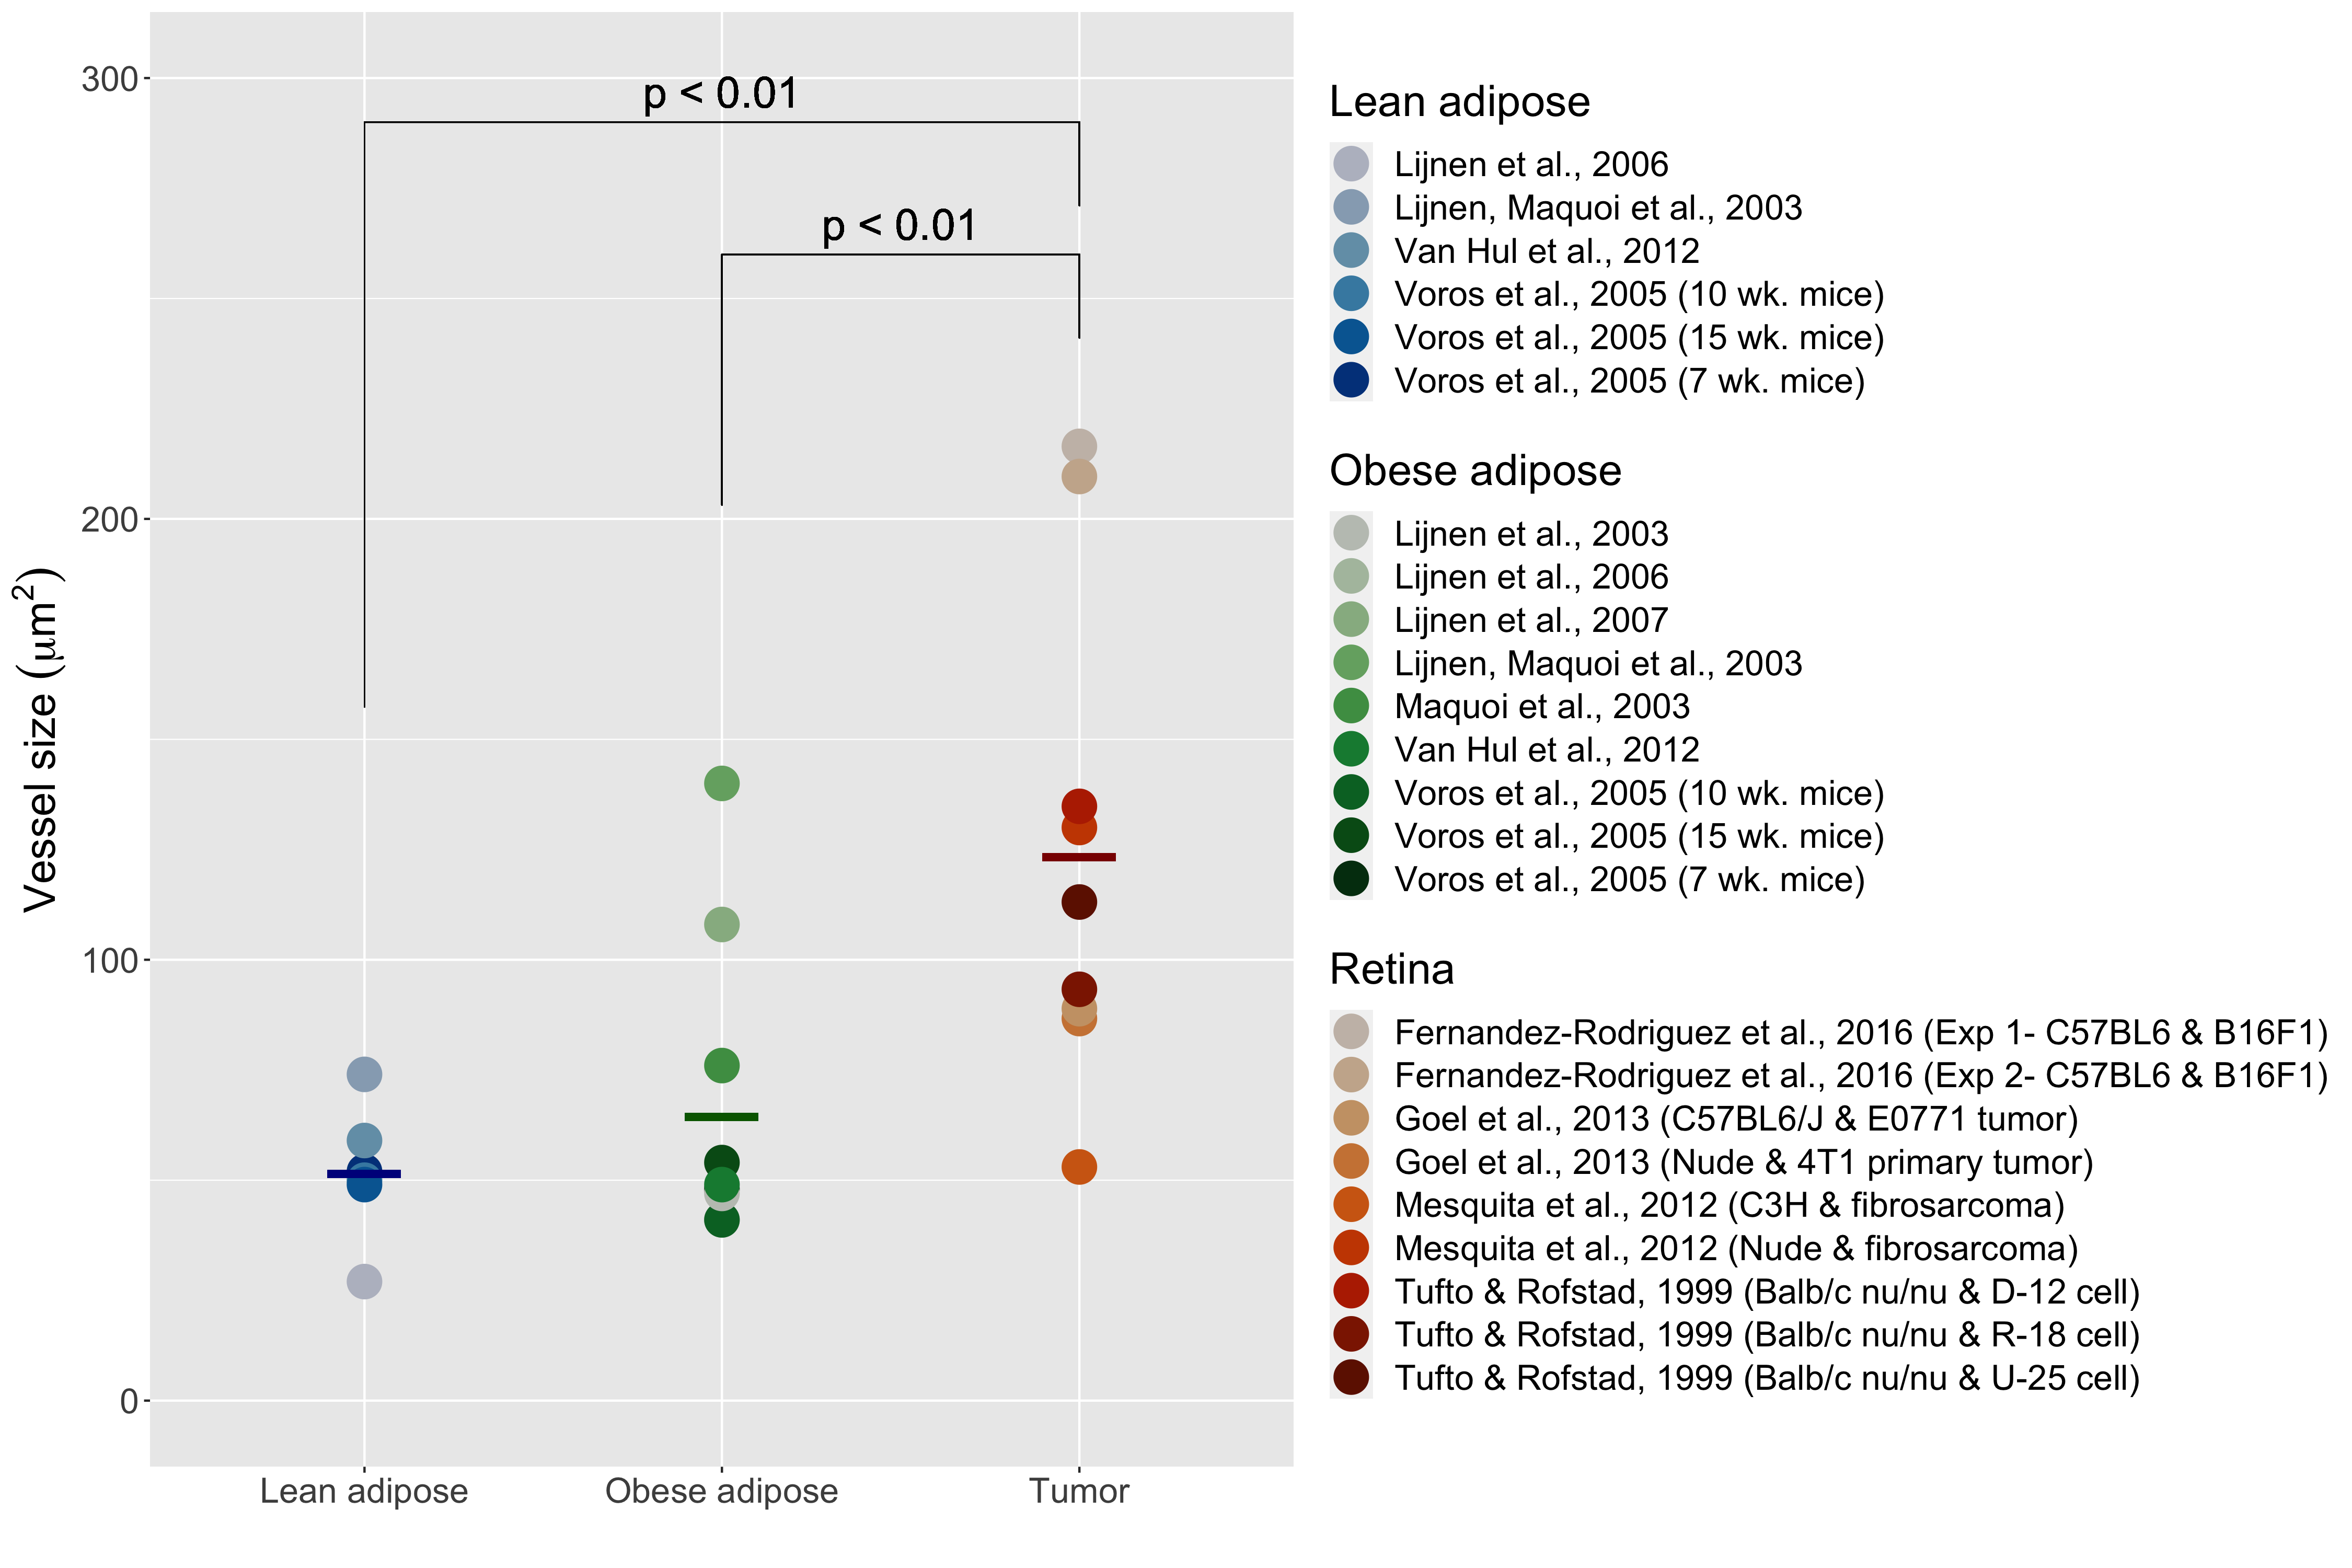 300
200
100
0
Vessel size (μm²)
p < 0.01
p < 0.01
Lean adipose
Obese adipose
Tumor
Lean adipose
Lijnen et al., 2006
Lijnen, Maquoi et al., 2003
Van Hul et al., 2012
Voros et al., 2005 (10 wk. mice)
Voros et al., 2005 (15 wk. mice)
Voros et al., 2005 (7 wk. mice)
Obese adipose
Lijnen et al., 2003
Lijnen et al., 2006
Lijnen et al., 2007
Lijnen, Maquoi et al., 2003
Maquoi et al., 2003
Van Hul et al., 2012
Voros et al., 2005 (10 wk. mice)
Voros et al., 2005 (15 wk. mice)
Voros et al., 2005 (7 wk. mice)
Retina
Fernandez-Rodriguez et al., 2016 (Exp 1- C57BL6 & B16F1)
Fernandez-Rodriguez et al., 2016 (Exp 2- C57BL6 & B16F1)
Goel et al., 2013 (C57BL6/J & E0771 tumor)
Goel et al., 2013 (Nude & 4T1 primary tumor)
Mesquita et al., 2012 (C3H & fibrosarcoma)
Mesquita et al., 2012 (Nude & fibrosarcoma)
Tufto & Rofstad, 1999 (Balb/c nu/nu & D-12 cell)
Tufto & Rofstad, 1999 (Balb/c nu/nu & R-18 cell)
Tufto & Rofstad, 1999 (Balb/c nu/nu & U-25 cell)